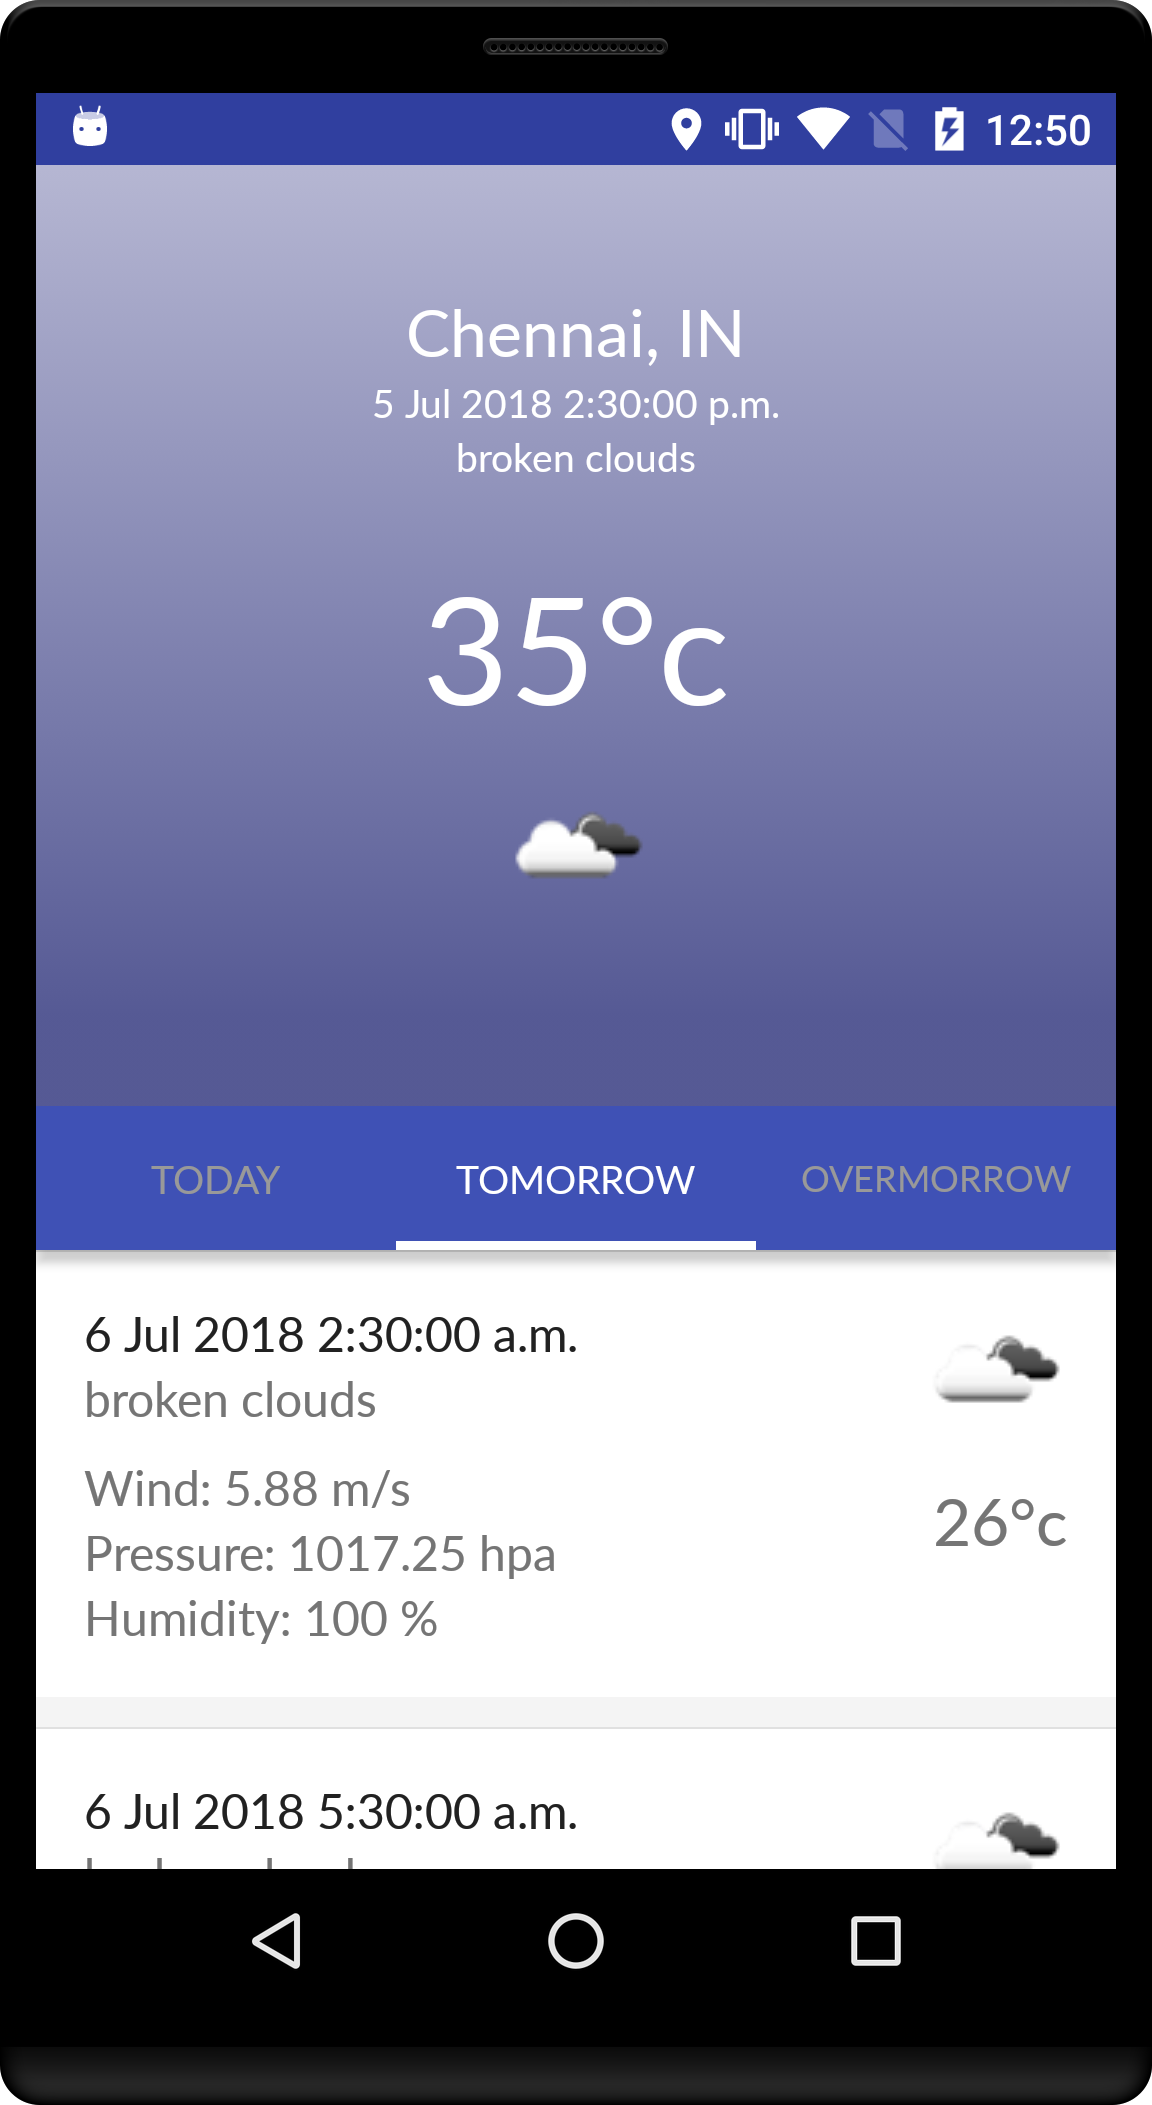 12:50
Chennai, IN
5 Jul 2018 2:30:00 p.m.
broken clouds
35°c
TODAY TOMORROW OVERMORROW
6 Jul 2018 2:30:00 a.m.
broken clouds
Wind: 5.88 m/s
26°c
Pressure: 1017.25 hpa
Humidity: 100 %
6 Jul 2018 5:30:00 a.m.